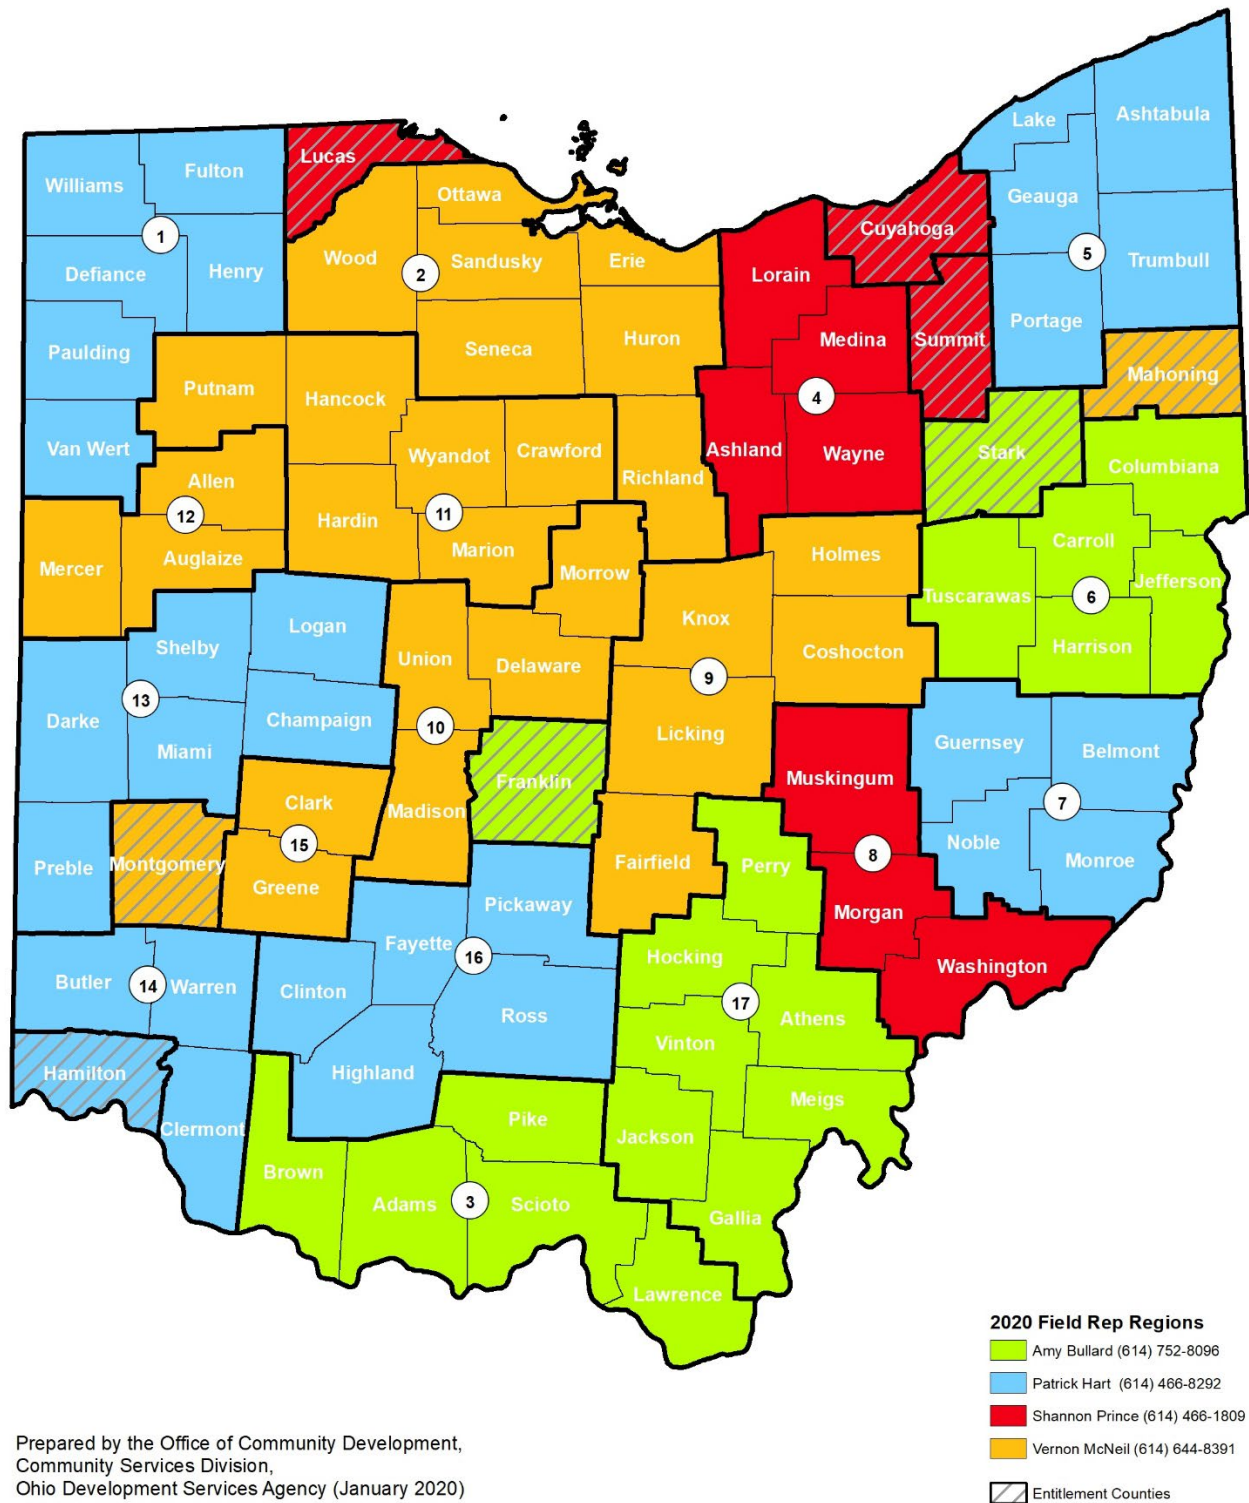 Ashtabula
Lake
Lucas
Fulton
Williams
Ottawa
Geauga
Cuyahoga
Wood
Sandusky
Erie
Lorain
Trumbull
1
Defiance
Henry
2
5
Portage
Huron
Medina
Summit
Seneca
Paulding
Mahoning
Putnam
Hancock
4
Van Wert
Wyandot
Crawford
Richland
Ashland
Wayne
Stark
Columbiana
Allen
12
Hardin
11
Marion
Auglaize
Mercer
Morrow
Holmes
Carroll
Jefferson
Tuscarawas
6
Logan
Knox
Shelby
Union
Delaware
Coshocton
Harrison
9
13
Darke
Champaign
10
Licking
Guernsey
Belmont
Miami
Franklin
Muskingum
Clark
Madison
7
15
8
Noble
Monroe
Preble
Montgomery
Greene
Fairfield
Perry
Pickaway
Morgan
Fayette
16
Hocking
Washington
Butler
14
Warren
Clinton
Ross
17
Athens
Vinton
Hamilton
Highland
Meigs
Clermont
Pike
Jackson
Brown
Adams
3
Scioto
Gallia
Lawrence
2020 Field Rep Regions
Amy Bullard (614) 752-8096
Patrick Hart (614) 466-8292
Shannon Prince (614) 466-1809
Vernon McNeil (614) 644-8391
Entitlement Counties
Prepared by the Office of Community Development,
Community Services Division,
Ohio Development Services Agency (January 2020)